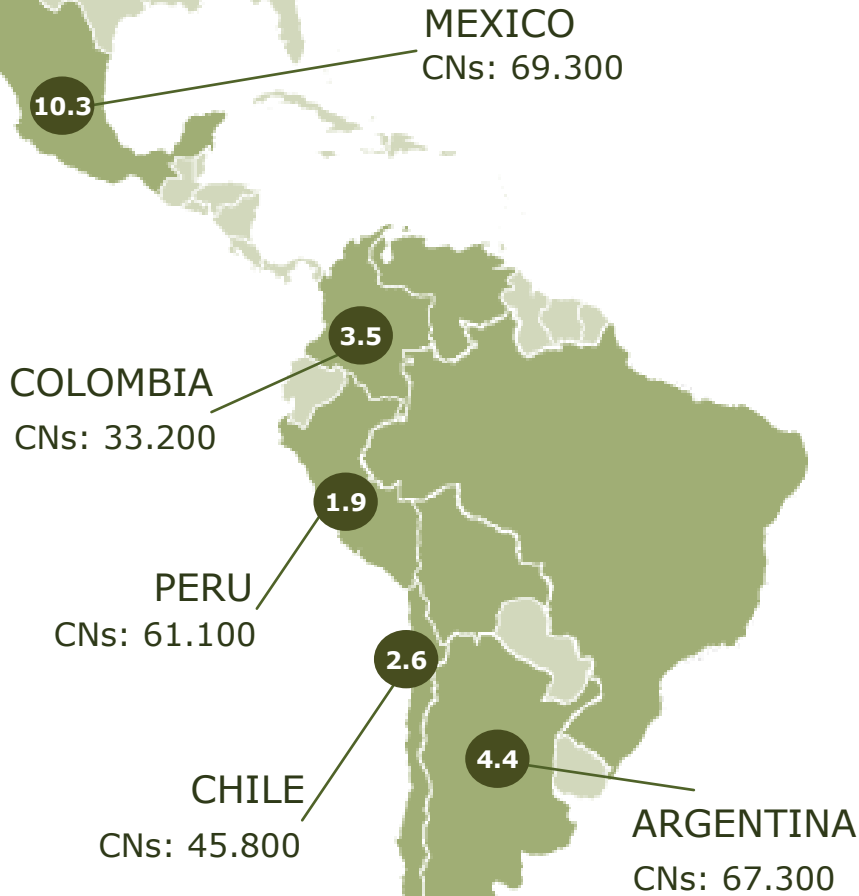 MEXICO
CNs: 69.300
10.3
3.5
COLOMBIA
CNs: 33.200
1.9
PERU
CNs: 61.100
2.6
CHILE
CNs: 45.800
4.4
ARGENTINA
CNs: 67.300